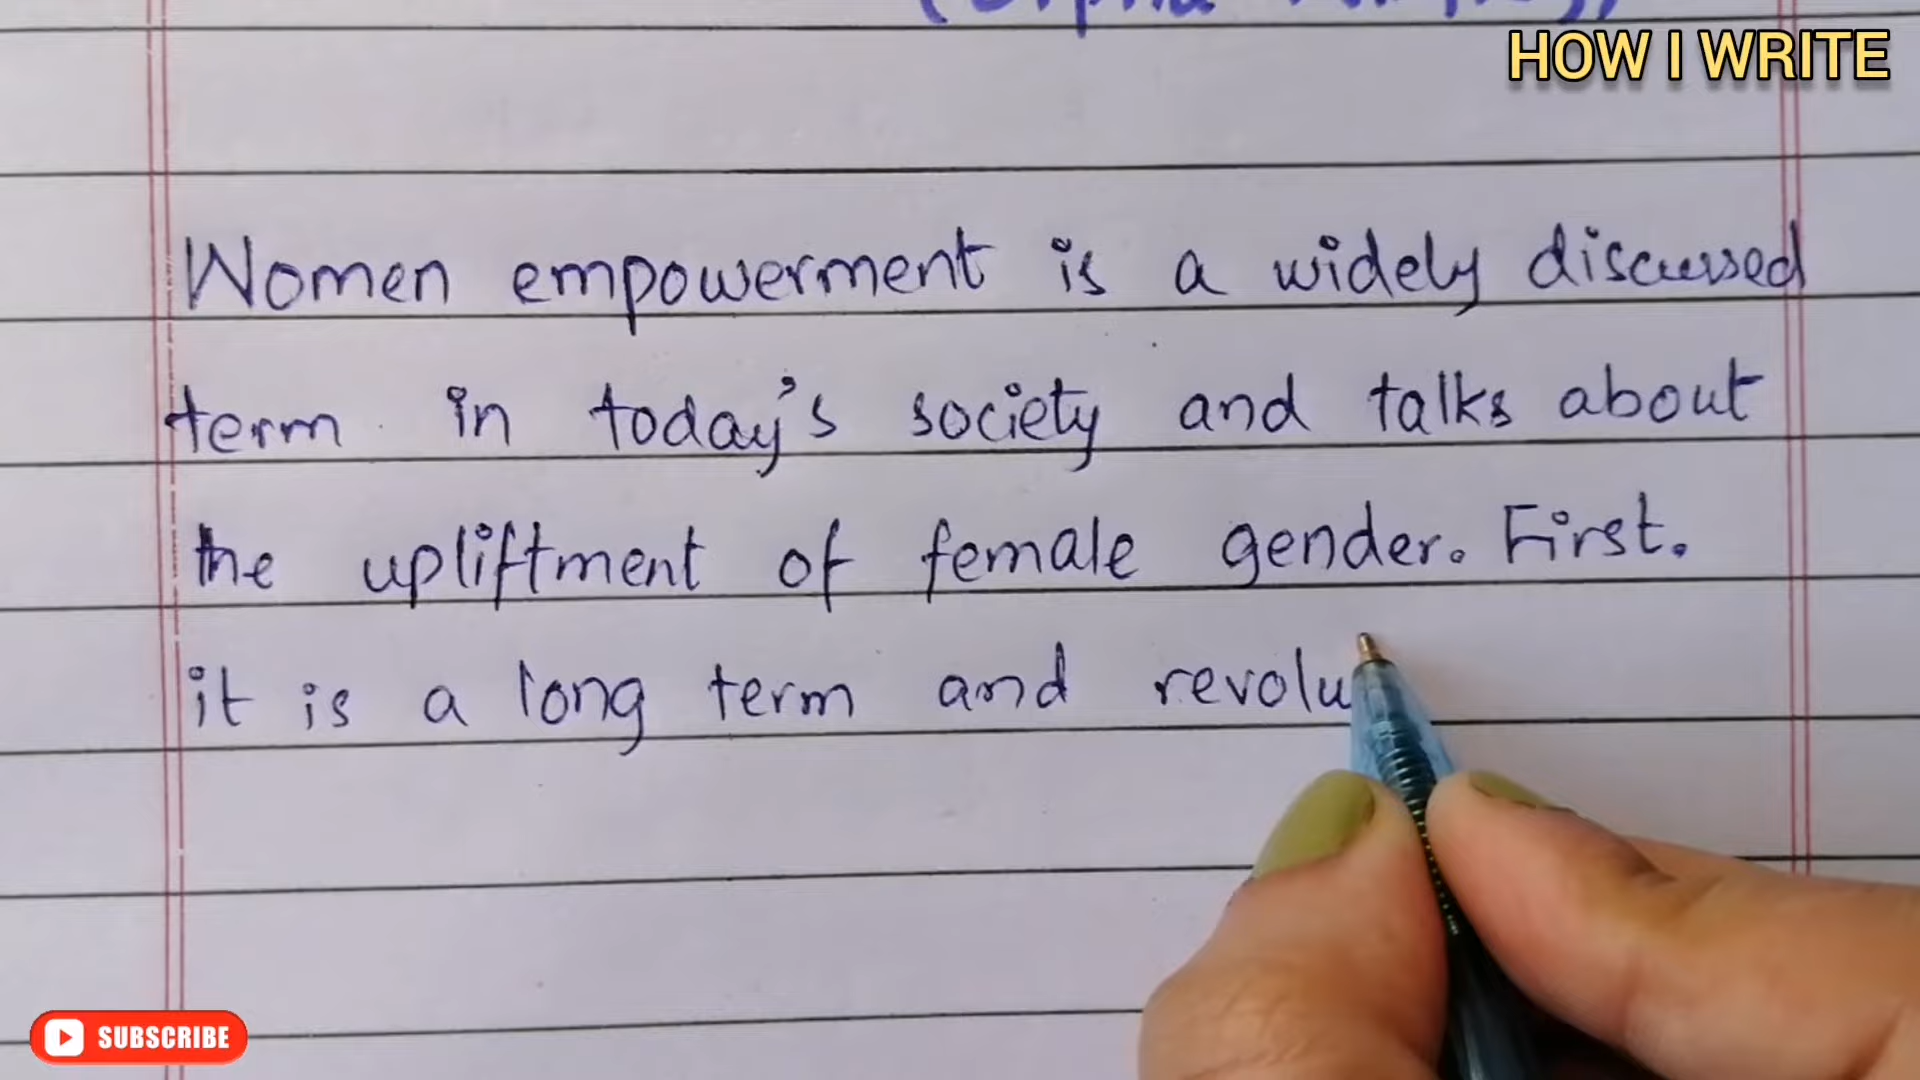 HOW I WRITE
Women empowerment is a widely discussed
term in today's society and talks about
the upliftment of female gender. First.
it is a long term and revolu
SUBSCRIBE